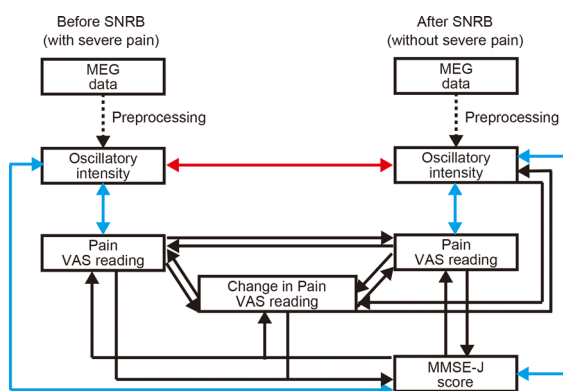 Before SNRB
(with severe pain)
After SNRB
(without severe pain)
MEG
data
MEG
data
Preprocessing
Preprocessing
Oscillatory
intensity
Oscillatory
intensity
Pain
VAS reading
Pain
VAS reading
Change in Pain
VAS reading
MMSE-J
score